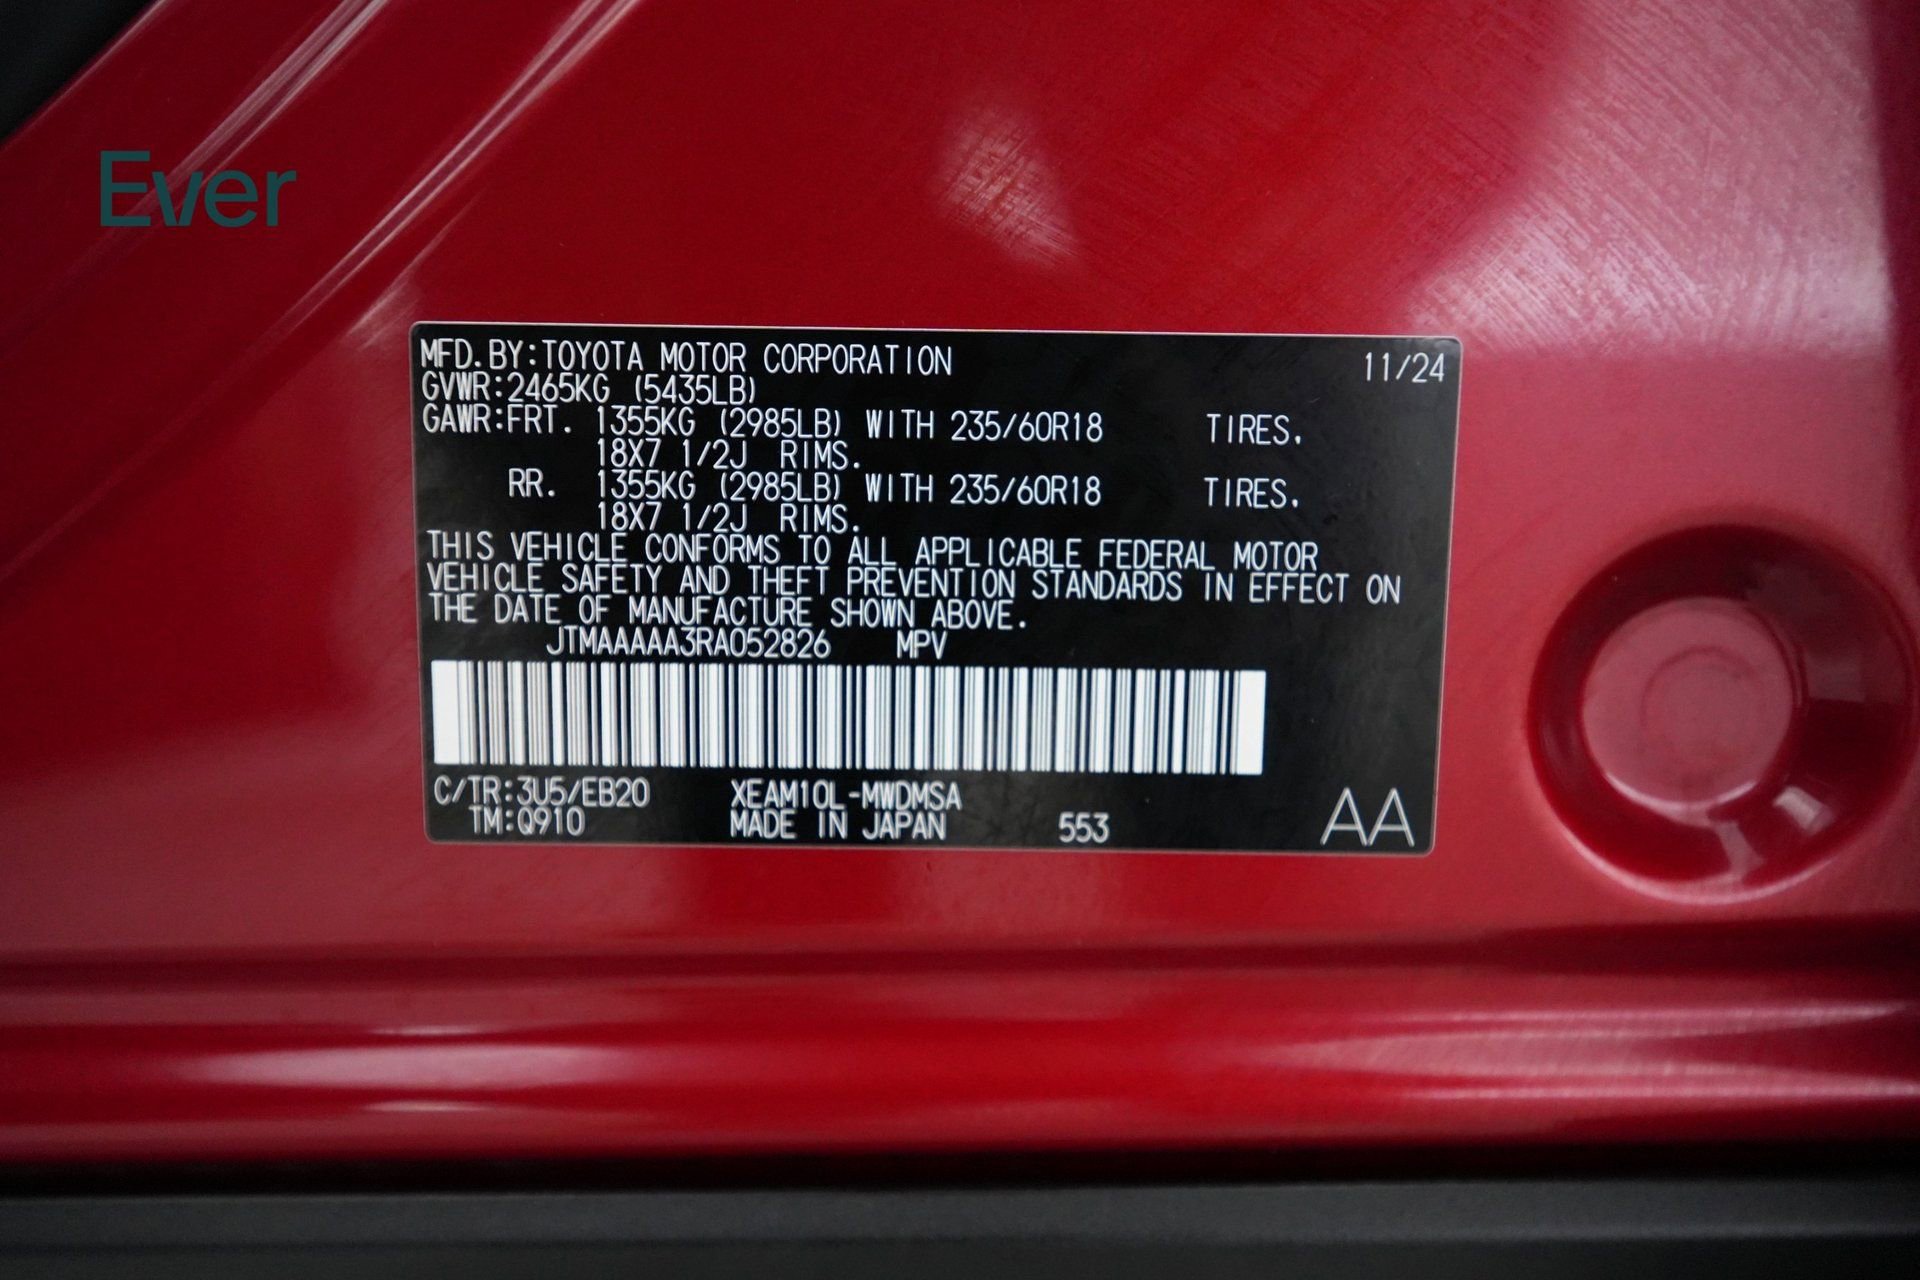 Ever
MFD. BY:TOYOTA MOTOR CORPORATION 11/24
GVWR:2465KG (5435LB)
GAWR:FRT. 1355KG (2985LB) WITH 235/60R18 TIRES.
18X7 1/2J RIMS.
RR. 1355KG (2985LB) WITH 235/60R18 TIRES.
18X7 1/2J RIMS.
THIS VEHICLE CONFORMS TO ALL APPLICABLE FEDERAL MOTOR
VEHICLE SAFETY AND THEFT PREVENTION STANDARDS IN EFFECT ON
THE DATE OF MANUFACTURE SHOWN ABOVE.
JTMAAAAA3RA052826 MPV
C/TR:3U5/EB20 XEAM10L-MWDMSA
TM:Q910 MADE IN JAPAN 553 AA